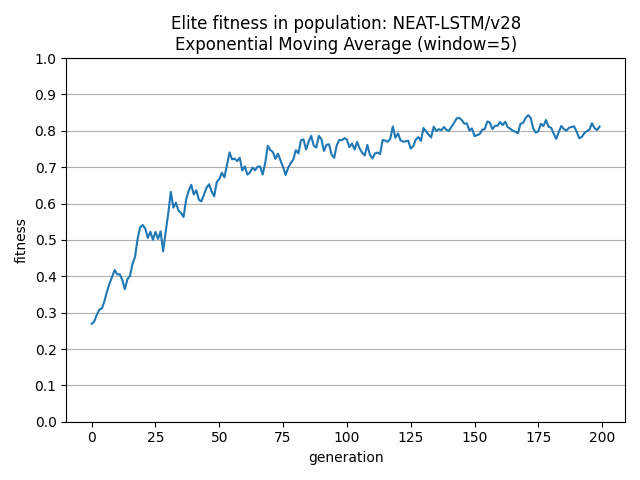 Elite fitness in population: NEAT-LSTM/v28
Exponential Moving Average (window=5)
1.0
0.9
0.8
0.7
0.6
0.5
0.4
0.3
0.2
0.1
0.0
fitness
0 25 50 75 100 125 150 175 200
generation